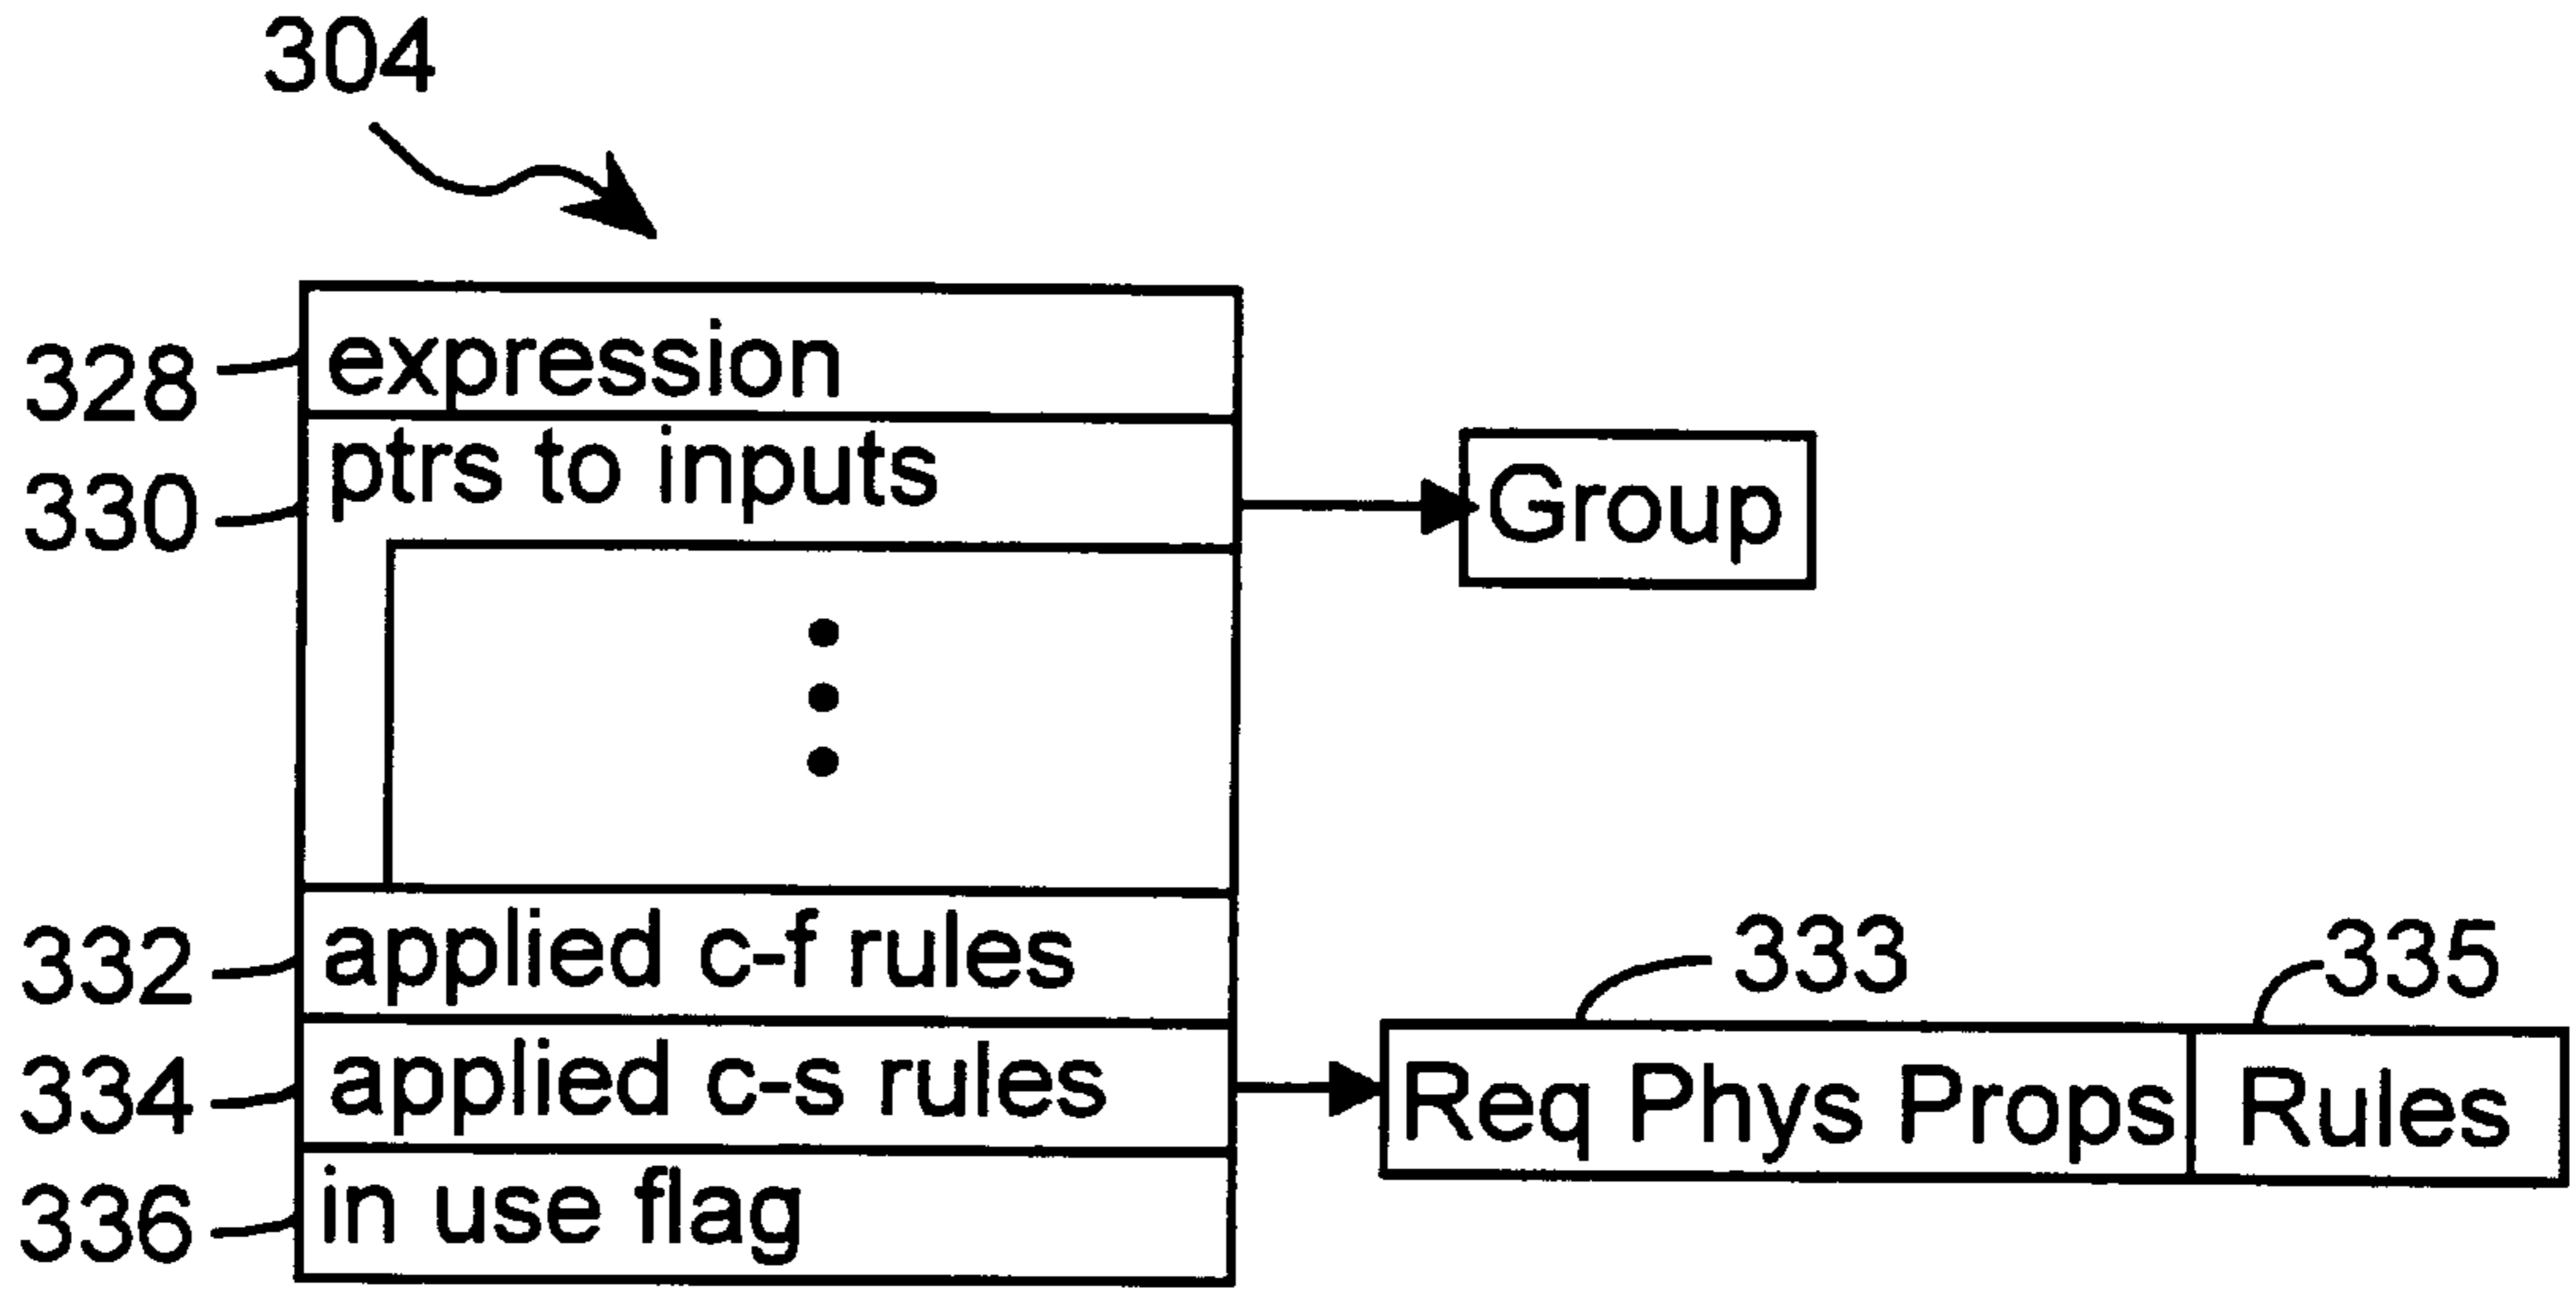 304
328 expression
330 ptrs to inputs
Group
332 applied c-f rules
333 335
334 applied c-s rules
Req Phys Props Rules
336 in use flag